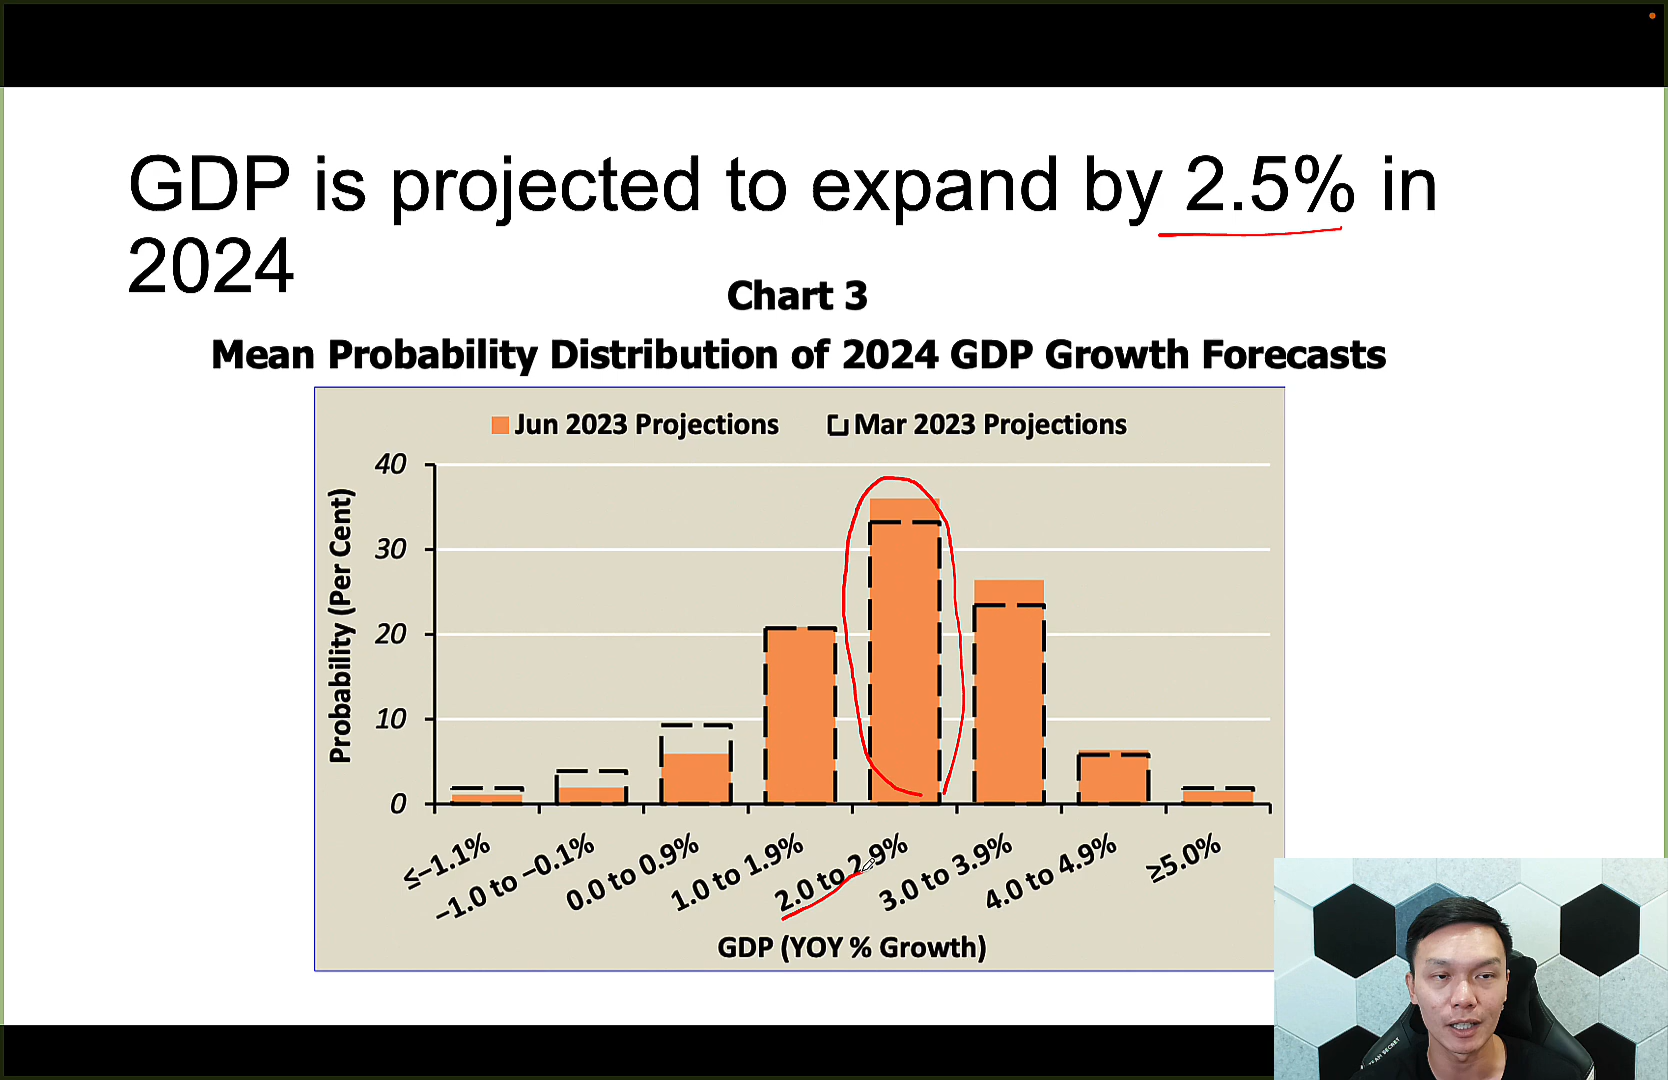 GDP is projected to expand by 2.5% in
2024
Chart 3
Mean Probability Distribution of 2024 GDP Growth Forecasts
Jun 2023 Projections Mar 2023 Projections
Probability (Per Cent)
40
30
20
10
0
≤–1.1% –1.0 to –0.1% 0.0 to 0.9% 1.0 to 1.9% 2.0 to 2.9% 3.0 to 3.9% 4.0 to 4.9% ≥5.0%
GDP (YOY % Growth)